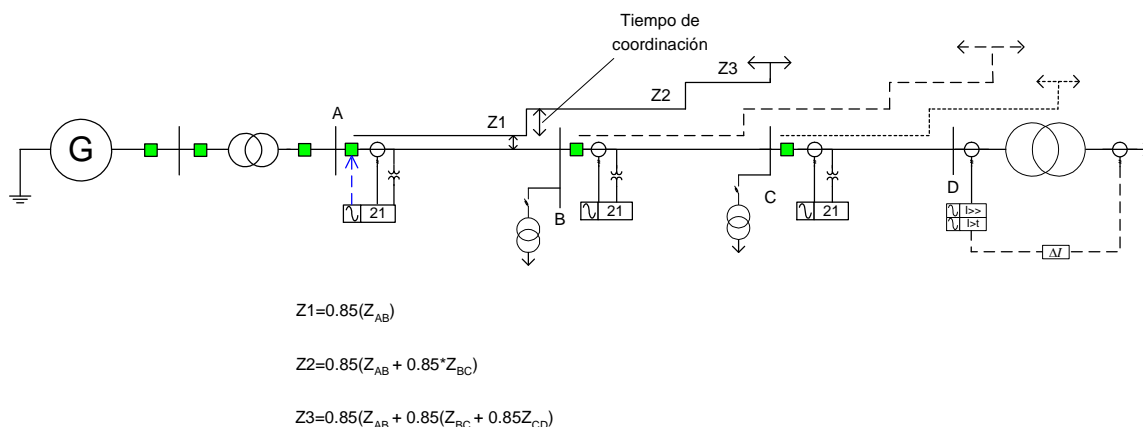 Tiempo de
coordinación
Z3
Z2
Z1
A
G
B
C
D
21
21
21
I>>
I>t
ΔI
Z1=0.85(Z_AB)
Z2=0.85(Z_AB + 0.85*Z_BC)
Z3=0.85(Z_AB + 0.85(Z_BC + 0.85Z_CD)